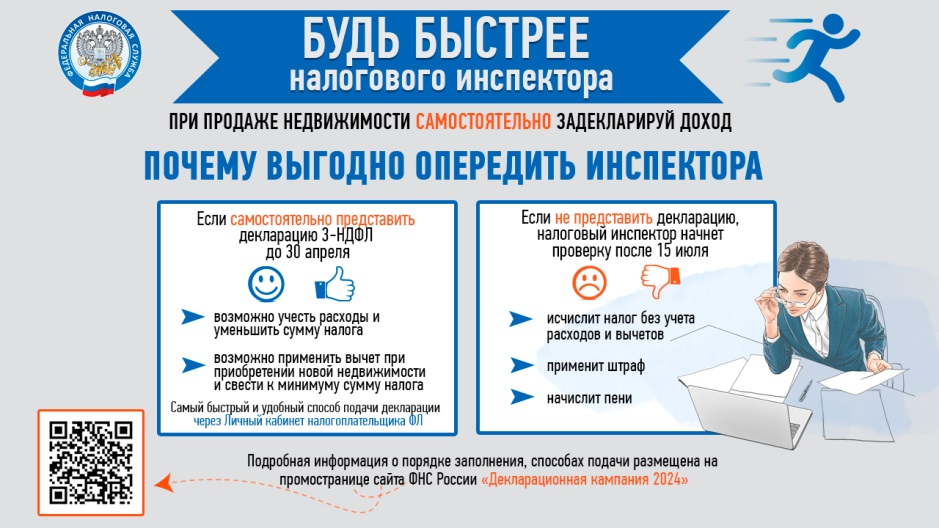 ФЕДЕРАЛЬНАЯ НАЛОГОВАЯ СЛУЖБА
БУДЬ БЫСТРЕЕ
налогового инспектора
ПРИ ПРОДАЖЕ НЕДВИЖИМОСТИ САМОСТОЯТЕЛЬНО ЗАДЕКЛАРИРУЙ ДОХОД
ПОЧЕМУ ВЫГОДНО ОПЕРЕДИТЬ ИНСПЕКТОРА
Если самостоятельно представить
декларацию 3-НДФЛ
до 30 апреля
возможно учесть расходы и
уменьшить сумму налога
возможно применить вычет при
приобретении новой недвижимости
и свести к минимуму сумму налога
Самый быстрый и удобный способ подачи декларации
через Личный кабинет налогоплательщика ФЛ
Если не представить декларацию,
налоговый инспектор начнет
проверку после 15 июля
исчислит налог без учета
расходов и вычетов
применит штраф
начислит пени
Подробная информация о порядке заполнения, способах подачи размещена на
промостранице сайта ФНС России «Декларационная кампания 2024»